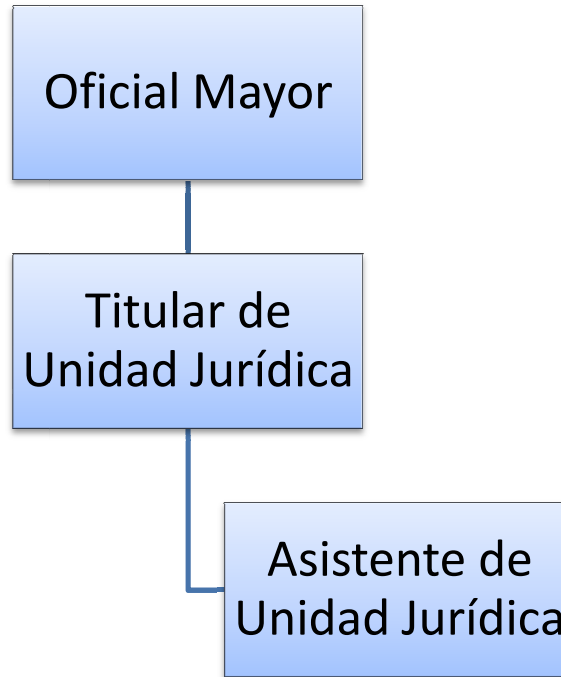 Oficial Mayor
Titular de
Unidad Jurídica
Asistente de
Unidad Jurídica